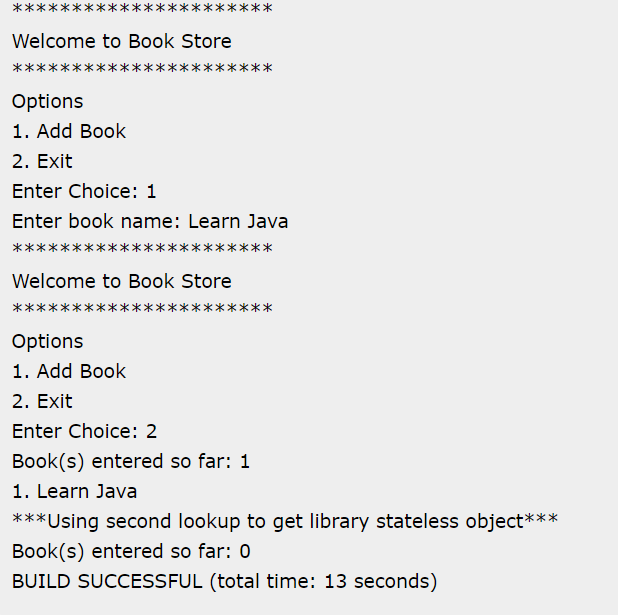 **********************
Welcome to Book Store
**********************
Options
1. Add Book
2. Exit
Enter Choice: 1
Enter book name: Learn Java
**********************
Welcome to Book Store
**********************
Options
1. Add Book
2. Exit
Enter Choice: 2
Book(s) entered so far: 1
1. Learn Java
***Using second lookup to get library stateless object***
Book(s) entered so far: 0
BUILD SUCCESSFUL (total time: 13 seconds)